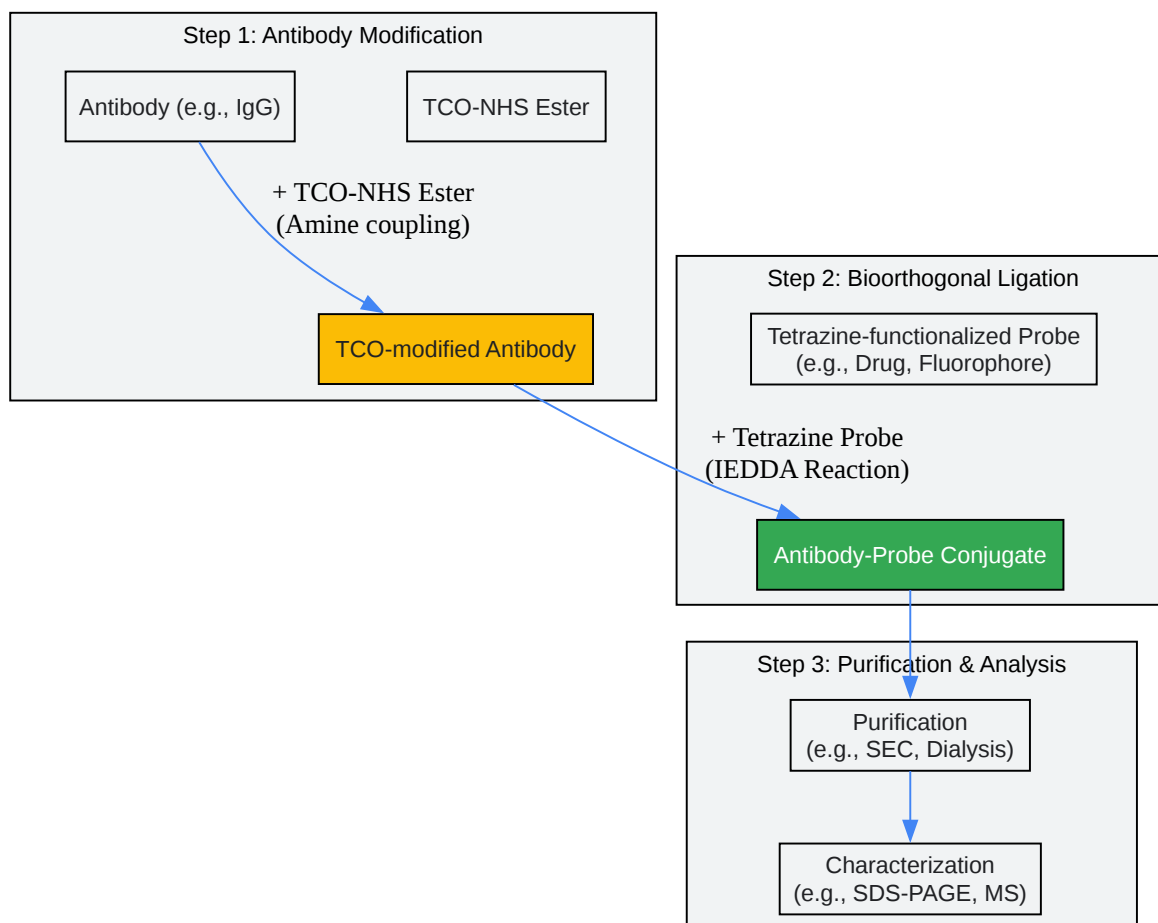 Step 1: Antibody Modification
Antibody (e.g., IgG)
TCO-NHS Ester
+ TCO-NHS Ester
(Amine coupling)
TCO-modified Antibody
Step 2: Bioorthogonal Ligation
Tetrazine-functionalized Probe
(e.g., Drug, Fluorophore)
+ Tetrazine Probe
(IEDDA Reaction)
Antibody-Probe Conjugate
Step 3: Purification & Analysis
Purification
(e.g., SEC, Dialysis)
Characterization
(e.g., SDS-PAGE, MS)